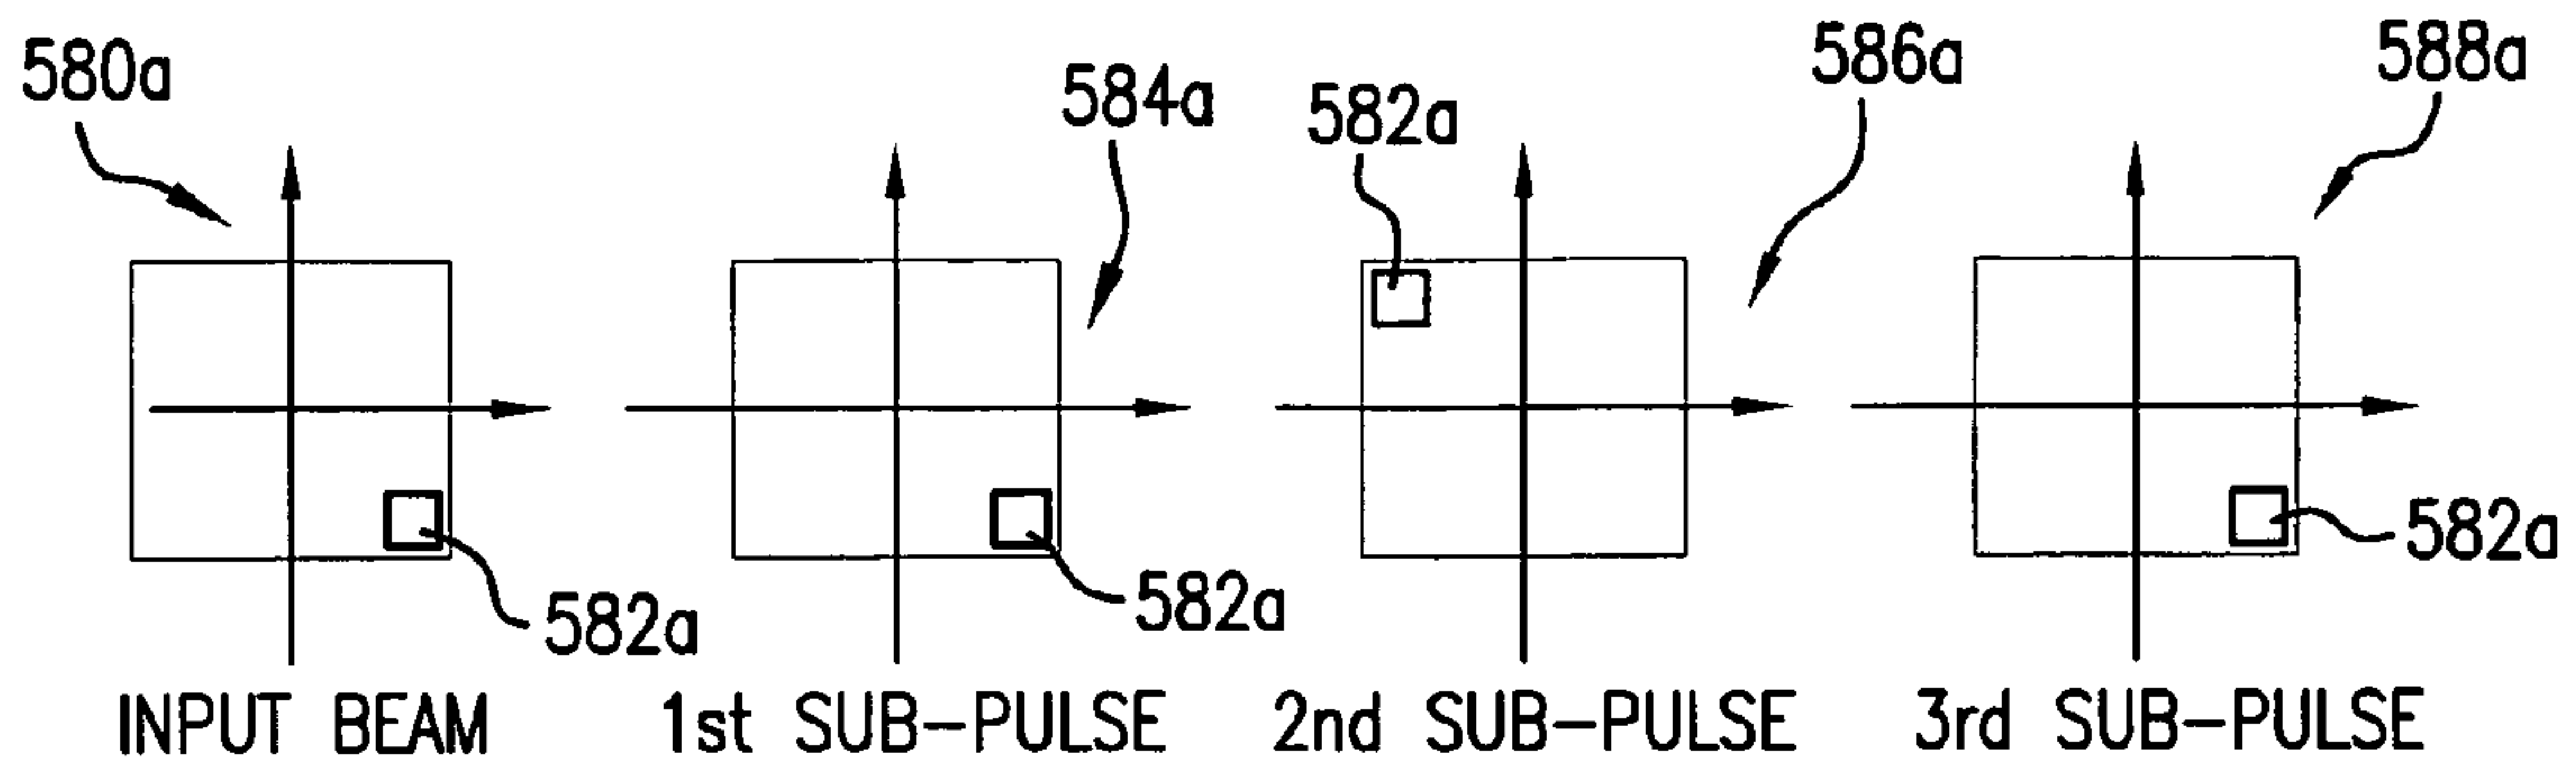 580a
584a
582a
586a
588a
582a
582a
582a
INPUT BEAM
1st SUB-PULSE
2nd SUB-PULSE
3rd SUB-PULSE